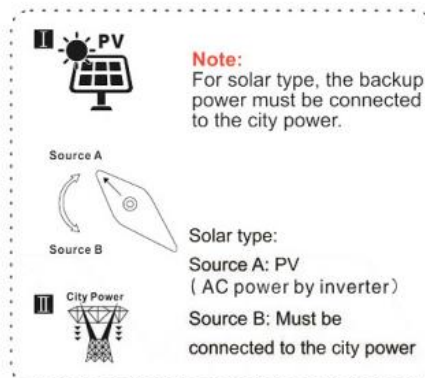 I
PV
Note:
For solar type, the backup
power must be connected
to the city power.
Source A
Source B
Solar type:
Source A: PV
( AC power by inverter)
Source B: Must be
connected to the city power
II
City Power